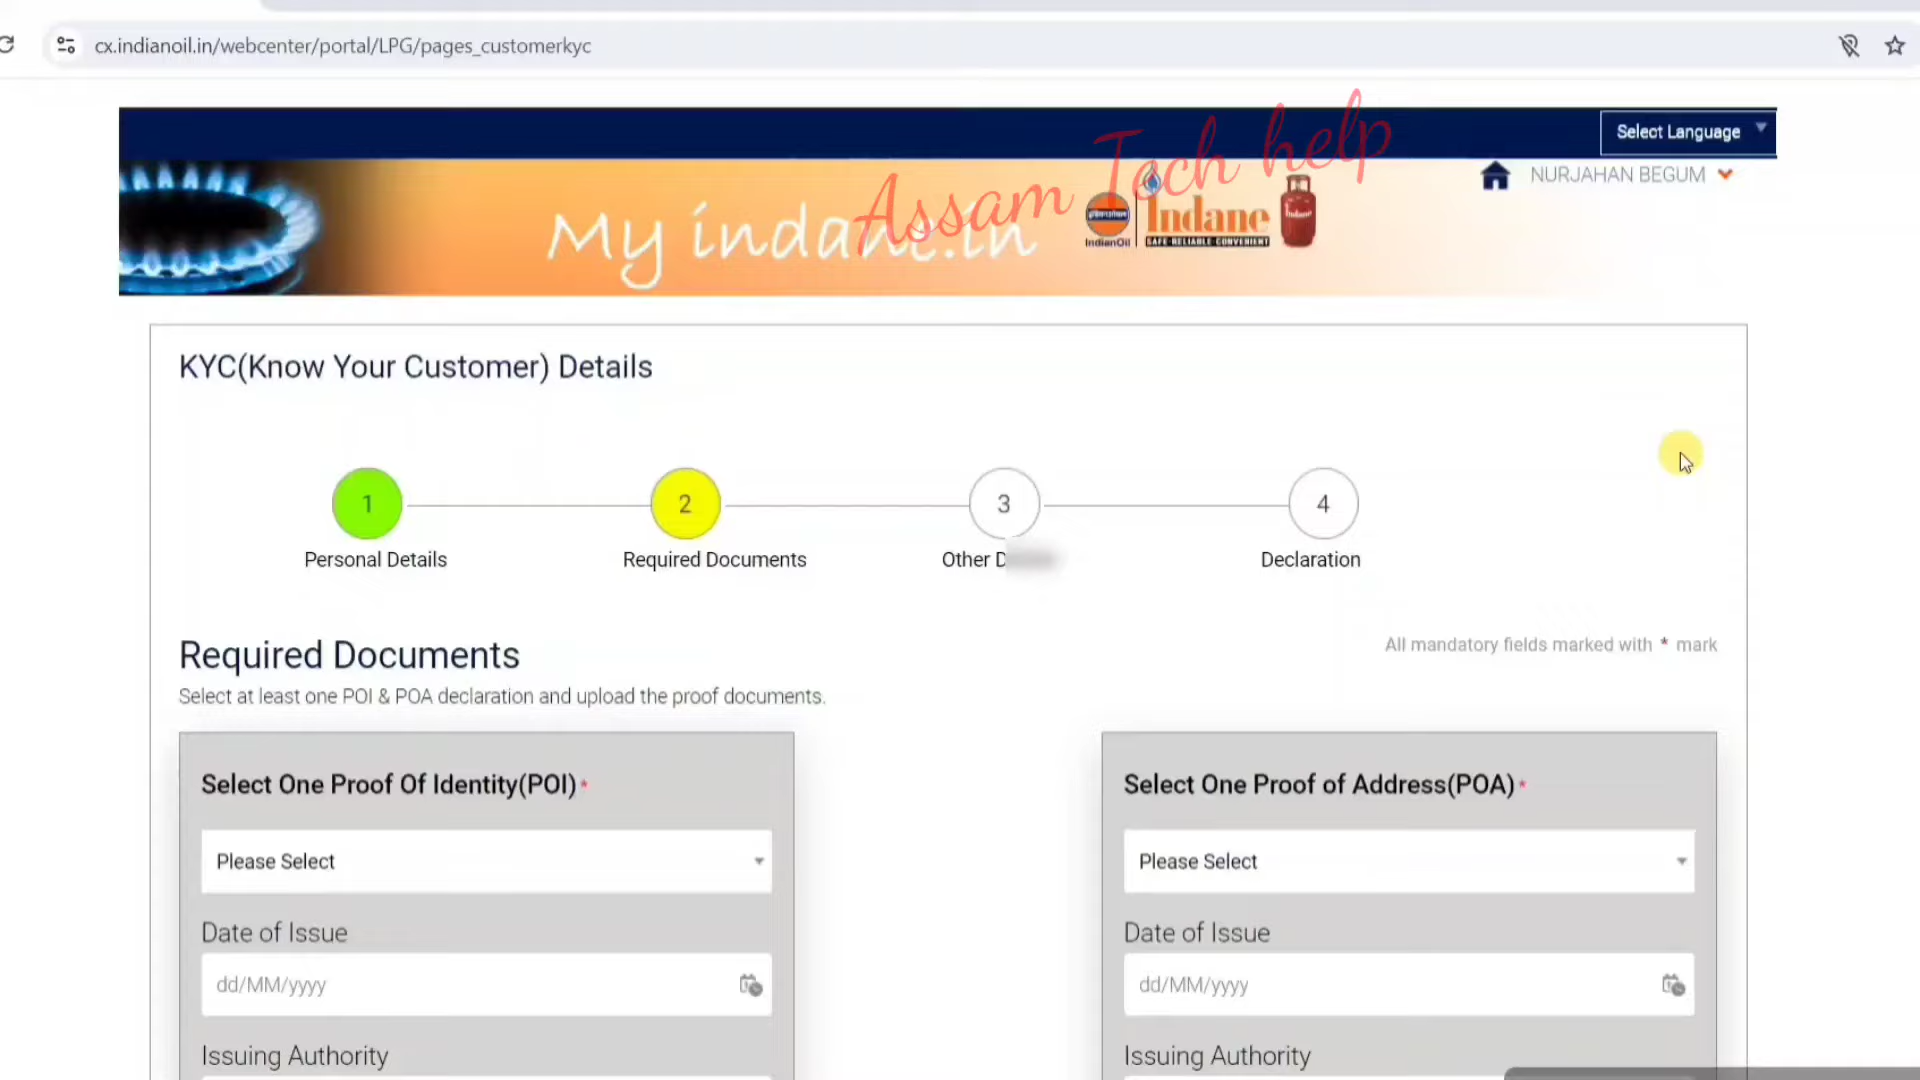 cx.indianoil.in/webcenter/portal/LPG/pages_customerkyc
Select Language
Assam Tech help
NURJAHAN BEGUM
My indane.in
IndianOil
Indane
SAFE·RELIABLE·CONVENIENT
KYC(Know Your Customer) Details
1
2
3
4
Personal Details
Required Documents
Other D
Declaration
Required Documents
All mandatory fields marked with * mark
Select at least one POI & POA declaration and upload the proof documents.
Select One Proof Of Identity(POI)*
Select One Proof of Address(POA)*
Please Select
Please Select
Date of Issue
Date of Issue
dd/MM/yyyy
dd/MM/yyyy
Issuing Authority
Issuing Authority